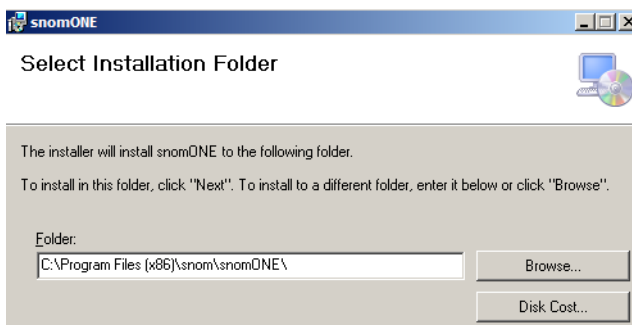 snomONE
Select Installation Folder
The installer will install snomONE to the following folder.
To install in this folder, click "Next". To install to a different folder, enter it below or click "Browse".
Folder:
C:\Program Files (x86)\snom\snomONE\
Browse...
Disk Cost...